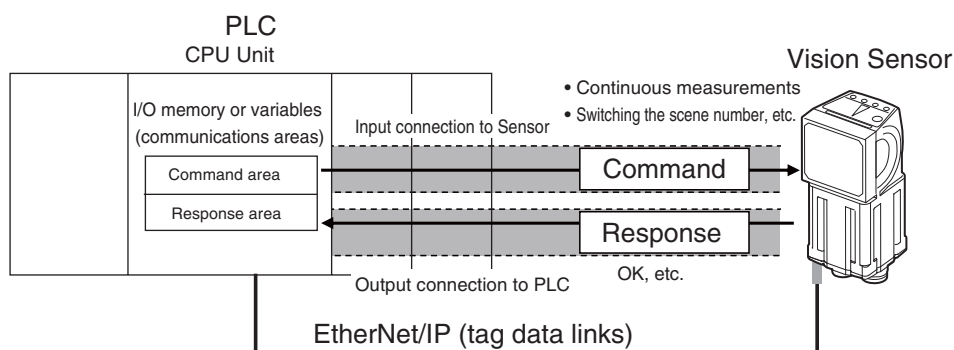 PLC
CPU Unit
Vision Sensor
• Continuous measurements
• Switching the scene number, etc.
I/O memory or variables
(communications areas)
Input connection to Sensor
Command area
Command
Response area
Response
OK, etc.
Output connection to PLC
EtherNet/IP (tag data links)